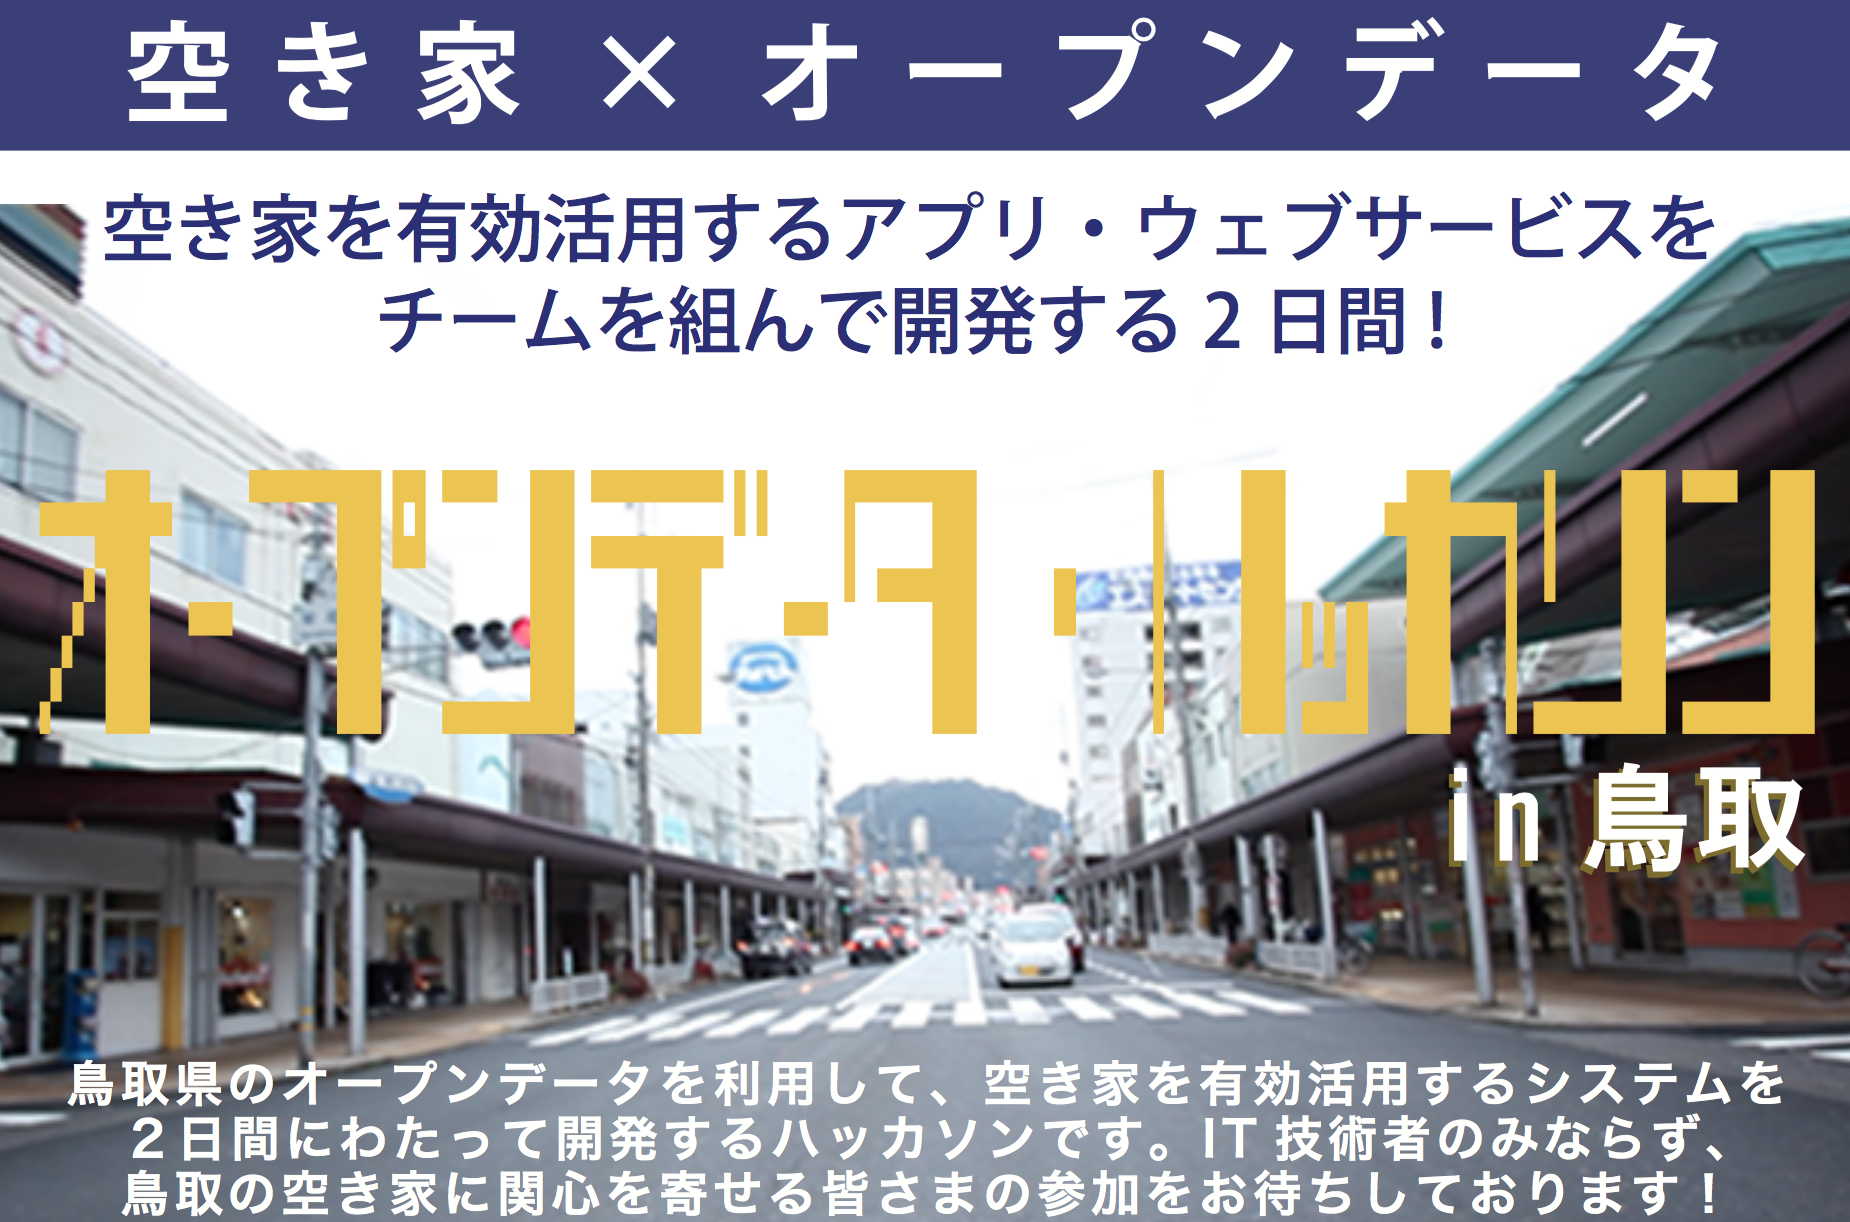 空き家×オープンデータ
空き家を有効活用するアプリ・ウェブサービスを
チームを組んで開発する2日間！
オープンデータ・ハッカソン
in 鳥取
鳥取県のオープンデータを利用して、空き家を有効活用するシステムを
２日間にわたって開発するハッカソンです。IT 技術者のみならず、
鳥取の空き家に関心を寄せる皆さまの参加をお待ちしております！